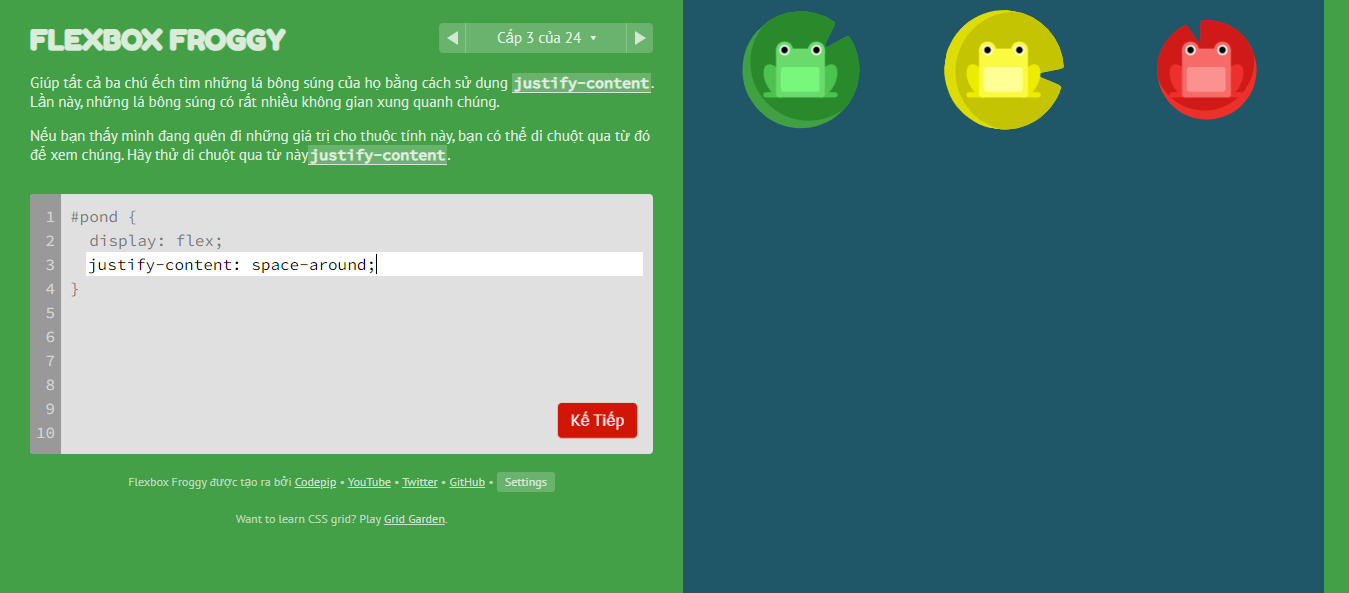 FLEXBOX FROGGY
Cấp 3 của 24
Giúp tất cả ba chú ếch tìm những lá bông súng của họ bằng cách sử dụng justify-content.
Lần này, những lá bông súng có rất nhiều không gian xung quanh chúng.
Nếu bạn thấy mình đang quên đi những giá trị cho thuộc tính này, bạn có thể di chuột qua từ đó
để xem chúng. Hãy thử di chuột qua từ này justify-content.
1 #pond {
2 display: flex;
3 justify-content: space-around;
4 }
5
6
7
8
9
10
Kế Tiếp
Flexbox Froggy được tạo ra bởi Codepip • YouTube • Twitter • GitHub • Settings
Want to learn CSS grid? Play Grid Garden.